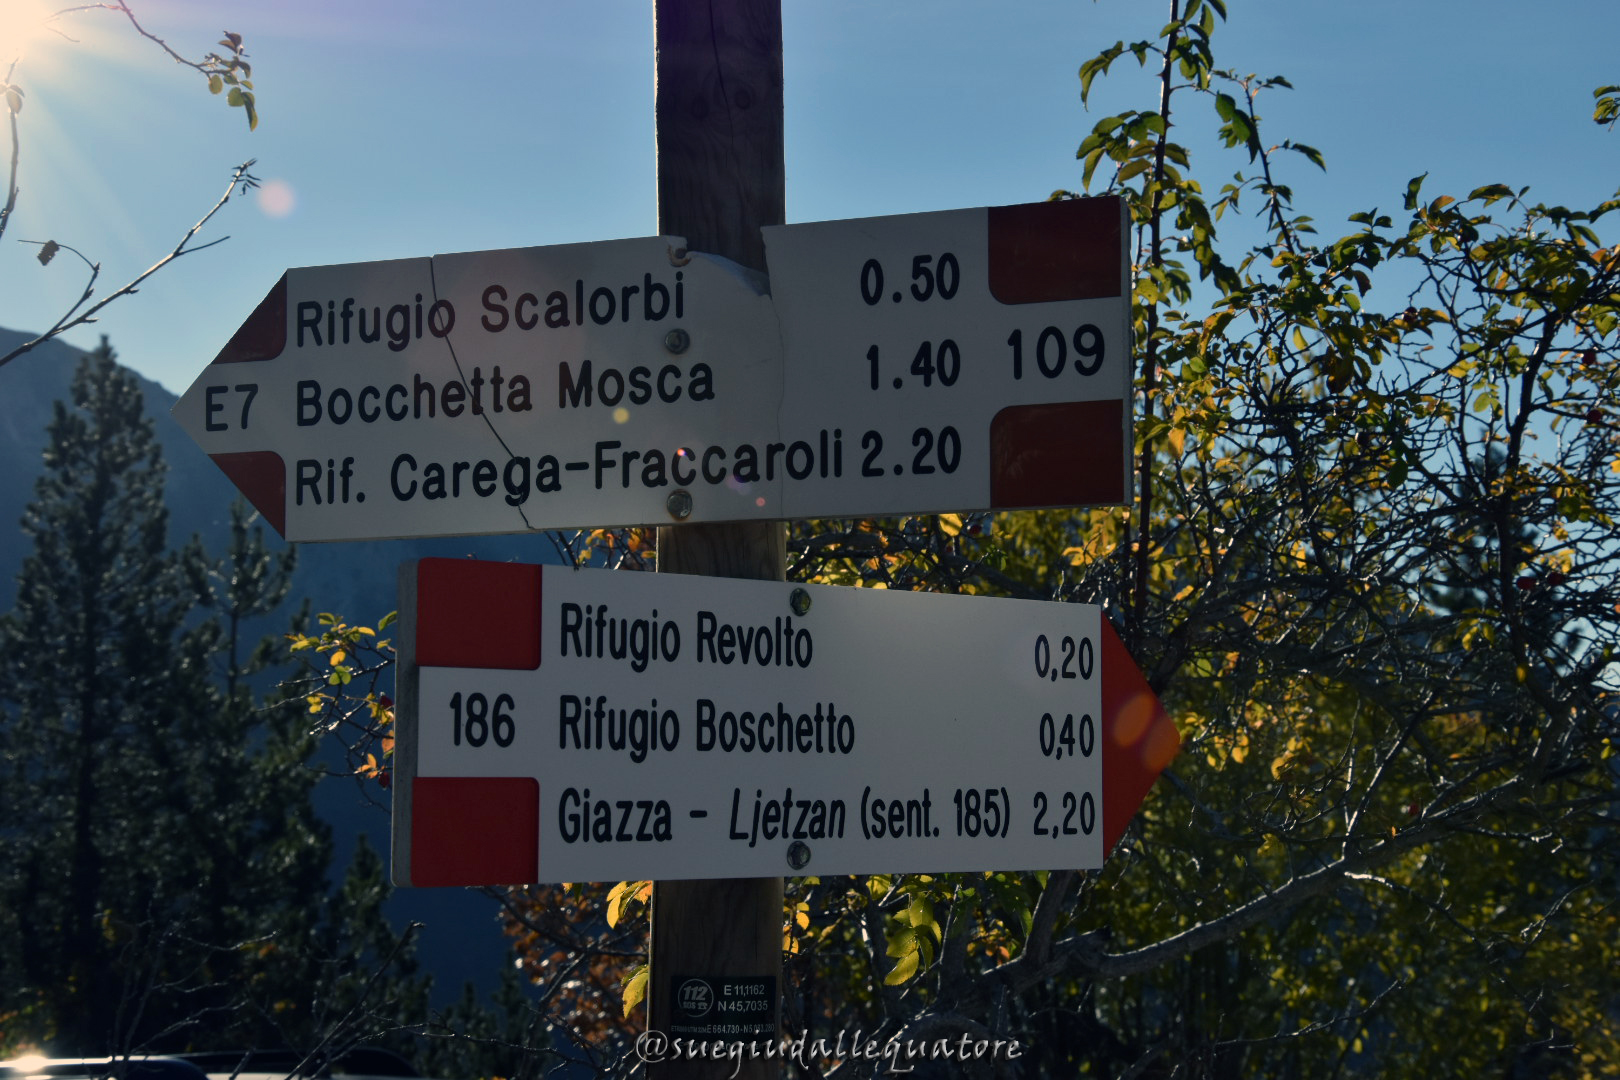 Rifugio Scalorbi 0.50
E7 Bocchetta Mosca 1.40 109
Rif. Carega-Fraccaroli 2.20
Rifugio Revolto 0,20
186 Rifugio Boschetto 0,40
Giazza - Ljetzan (sent. 185) 2,20
112
E 11,1162
N 45,7035
@suegiudallequatore